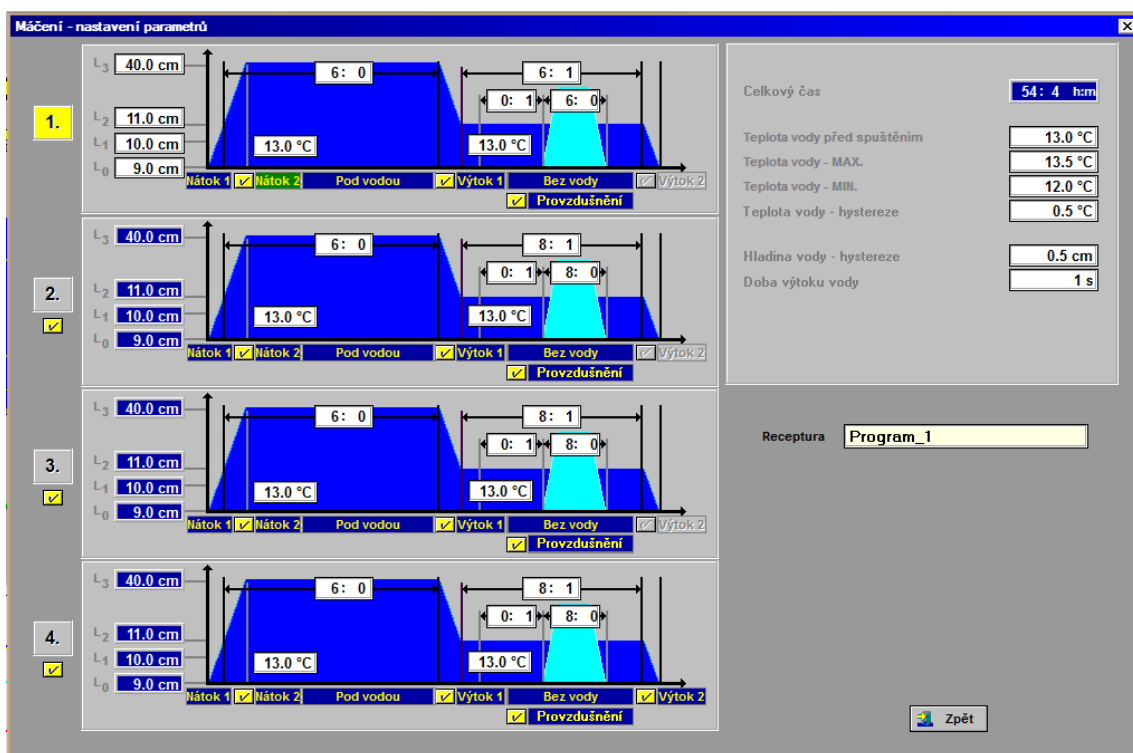 Máčení - nastavení parametrů
1.
L3 40.0 cm
L2 11.0 cm
L1 10.0 cm
L0 9.0 cm
6: 0
6: 1
0: 1
6: 0
13.0 °C
13.0 °C
Nátok 1 Nátok 2 Pod vodou Výtok 1 Bez vody Výtok 2
Provzdušnění
2.
L3 40.0 cm
L2 11.0 cm
L1 10.0 cm
L0 9.0 cm
6: 0
8: 1
0: 1
8: 0
13.0 °C
13.0 °C
Nátok 1 Nátok 2 Pod vodou Výtok 1 Bez vody Výtok 2
Provzdušnění
3.
L3 40.0 cm
L2 11.0 cm
L1 10.0 cm
L0 9.0 cm
6: 0
8: 1
0: 1
8: 0
13.0 °C
13.0 °C
Nátok 1 Nátok 2 Pod vodou Výtok 1 Bez vody Výtok 2
Provzdušnění
4.
L3 40.0 cm
L2 11.0 cm
L1 10.0 cm
L0 9.0 cm
6: 0
8: 1
0: 1
8: 0
13.0 °C
13.0 °C
Nátok 1 Nátok 2 Pod vodou Výtok 1 Bez vody Výtok 2
Provzdušnění
Celkový čas 54: 4 h:m
Teplota vody před spuštěním 13.0 °C
Teplota vody - MAX. 13.5 °C
Teplota vody - MIN. 12.0 °C
Teplota vody - hystereze 0.5 °C
Hladina vody - hystereze 0.5 cm
Doba výtoku vody 1 s
Receptura Program_1
Zpět